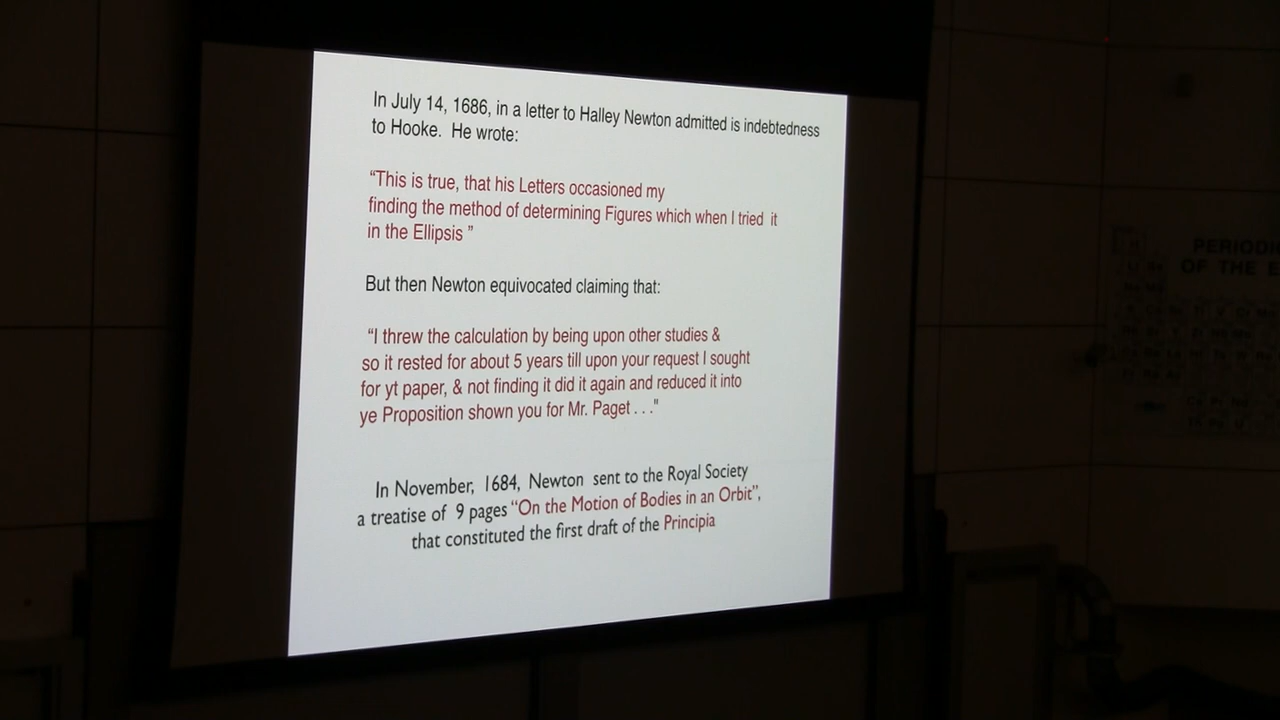 In July 14, 1686, in a letter to Halley Newton admitted is indebtedness
to Hooke. He wrote:
“This is true, that his Letters occasioned my
finding the method of determining Figures which when I tried it
in the Ellipsis ”
But then Newton equivocated claiming that:
“I threw the calculation by being upon other studies &
so it rested for about 5 years till upon your request I sought
for yt paper, & not finding it did it again and reduced it into
ye Proposition shown you for Mr. Paget . . ."
In November, 1684, Newton sent to the Royal Society
a treatise of 9 pages “On the Motion of Bodies in an Orbit”,
that constituted the first draft of the Principia
PERIODI
OF THE E